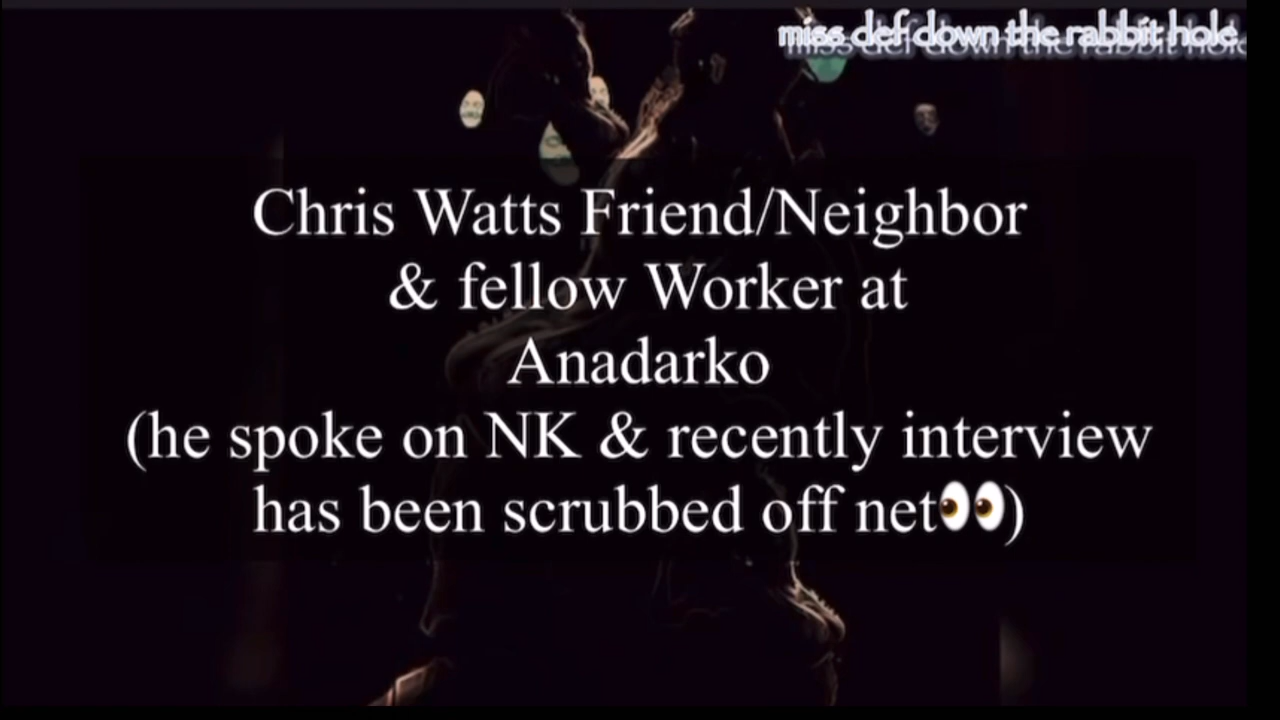 miss def down the rabbit hole
Chris Watts Friend/Neighbor
& fellow Worker at
Anadarko
(he spoke on NK & recently interview
has been scrubbed off net👀)